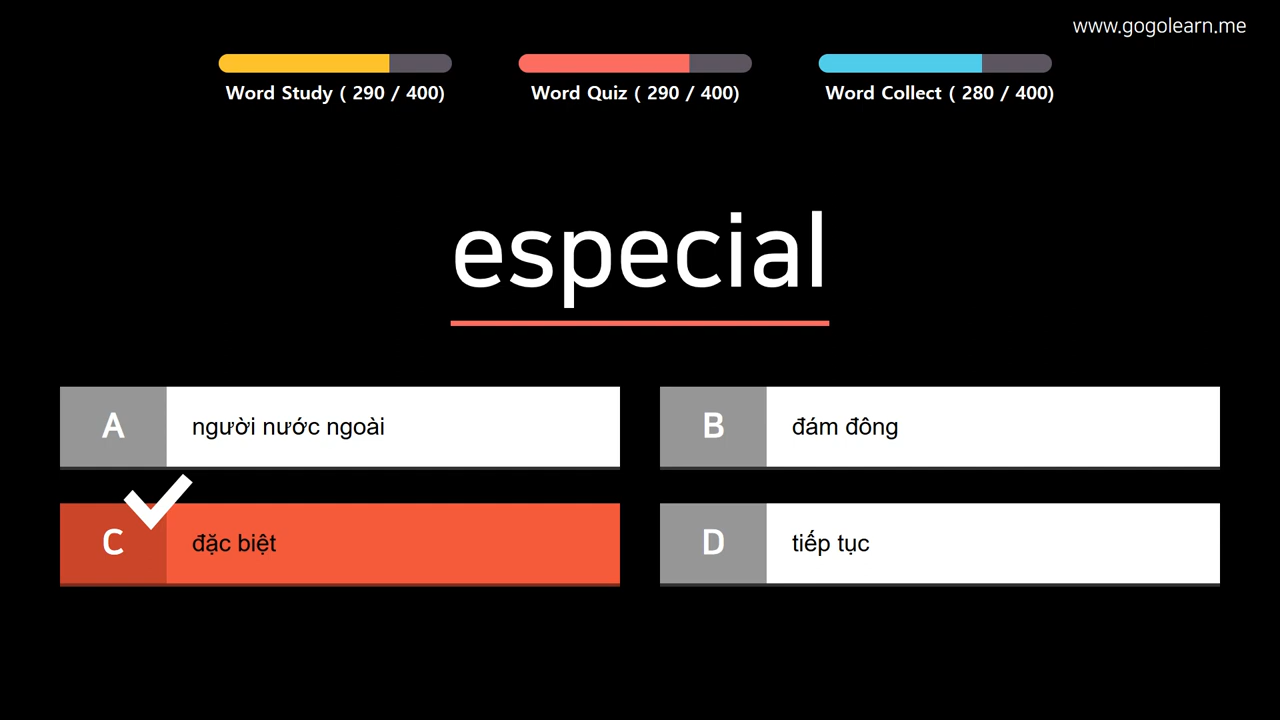 www.gogolearn.me
Word Study ( 290 / 400)
Word Quiz ( 290 / 400)
Word Collect ( 280 / 400)
especial
A
người nước ngoài
B
đám đông
C
đặc biệt
D
tiếp tục